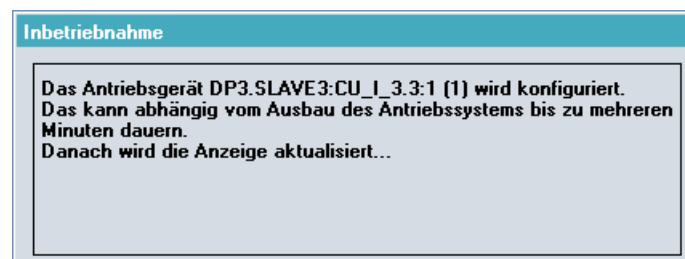 Inbetriebnahme
Das Antriebsgerät DP3.SLAVE3:CU_I_3.3:1 (1) wird konfiguriert.
Das kann abhängig vom Ausbau des Antriebssystems bis zu mehreren
Minuten dauern.
Danach wird die Anzeige aktualisiert...